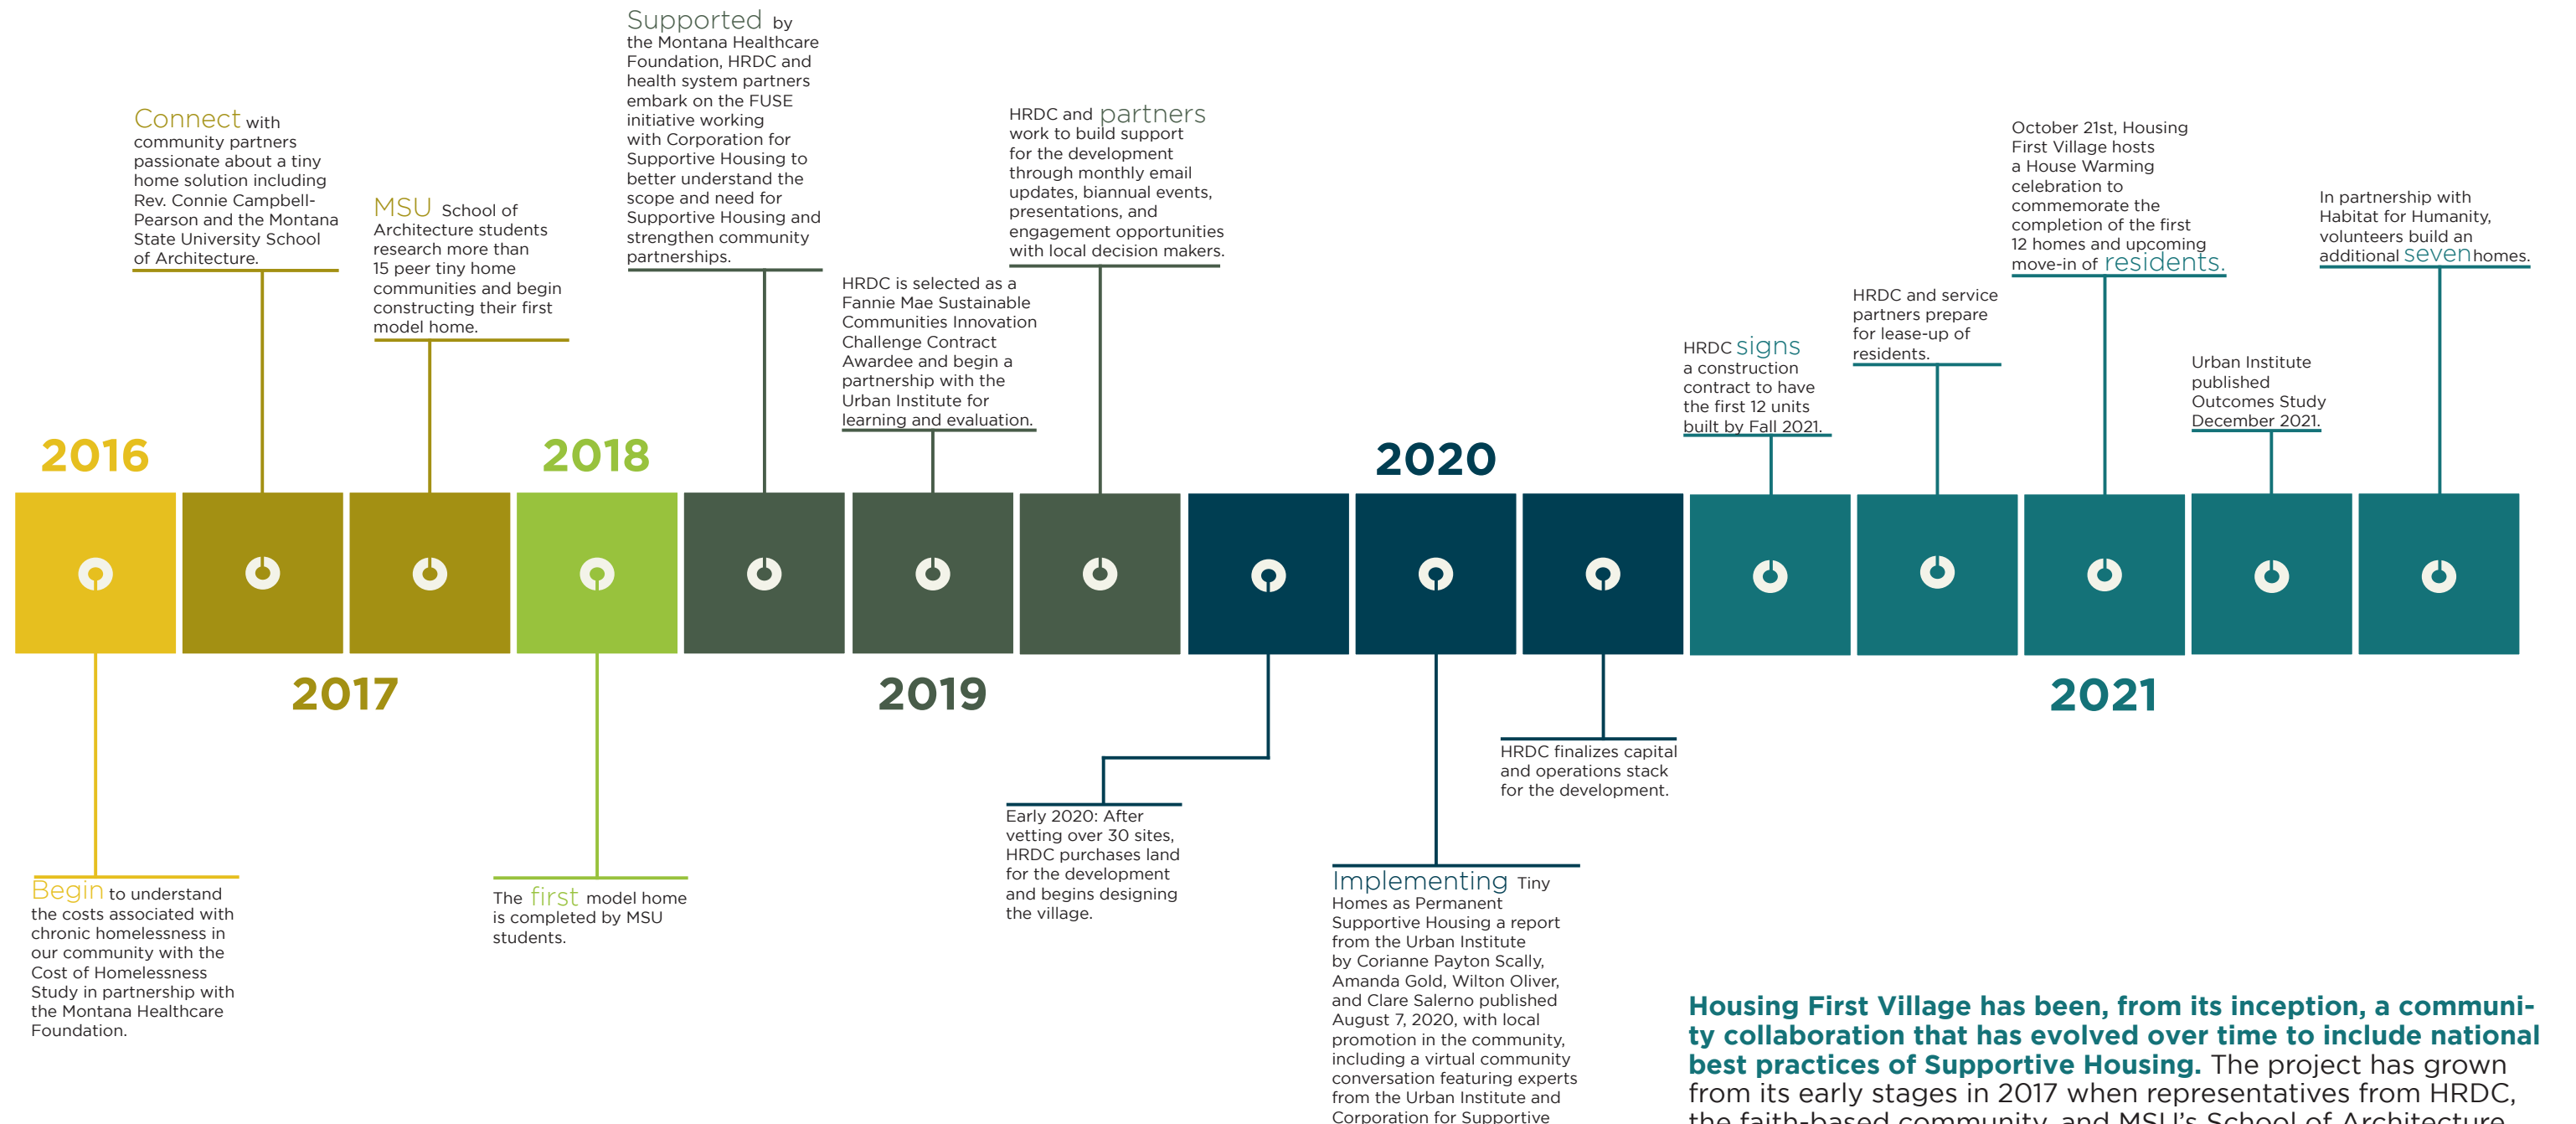 2016
Begin to understand
the costs associated with
chronic homelessness in
our community with the
Cost of Homelessness
Study in partnership with
the Montana Healthcare
Foundation.
2017
Connect with
community partners
passionate about a tiny
home solution including
Rev. Connie Campbell-
Pearson and the Montana
State University School
of Architecture.
MSU School of
Architecture students
research more than
15 peer tiny home
communities and begin
constructing their first
model home.
2018
The first model home
is completed by MSU
students.
2019
Supported by
the Montana Healthcare
Foundation, HRDC and
health system partners
embark on the FUSE
initiative working
with Corporation for
Supportive Housing to
better understand the
scope and need for
Supportive Housing and
strengthen community
partnerships.
HRDC is selected as a
Fannie Mae Sustainable
Communities Innovation
Challenge Contract
Awardee and begin a
partnership with the
Urban Institute for
learning and evaluation.
HRDC and partners
work to build support
for the development
through monthly email
updates, biannual events,
presentations, and
engagement opportunities
with local decision makers.
2020
Early 2020: After
vetting over 30 sites,
HRDC purchases land
for the development
and begins designing
the village.
Implementing Tiny
Homes as Permanent
Supportive Housing a report
from the Urban Institute
by Corianne Payton Scally,
Amanda Gold, Wilton Oliver,
and Clare Salerno published
August 7, 2020, with local
promotion in the community,
including a virtual community
conversation featuring experts
from the Urban Institute and
Corporation for Supportive
HRDC finalizes capital
and operations stack
for the development.
2021
HRDC signs
a construction
contract to have
the first 12 units
built by Fall 2021.
HRDC and service
partners prepare
for lease-up of
residents.
October 21st, Housing
First Village hosts
a House Warming
celebration to
commemorate the
completion of the first
12 homes and upcoming
move-in of residents.
Urban Institute
published
Outcomes Study
December 2021.
In partnership with
Habitat for Humanity,
volunteers build an
additional seven homes.
Housing First Village has been, from its inception, a communi-
ty collaboration that has evolved over time to include national
best practices of Supportive Housing. The project has grown
from its early stages in 2017 when representatives from HRDC,
the faith-based community, and MSU's School of Architecture